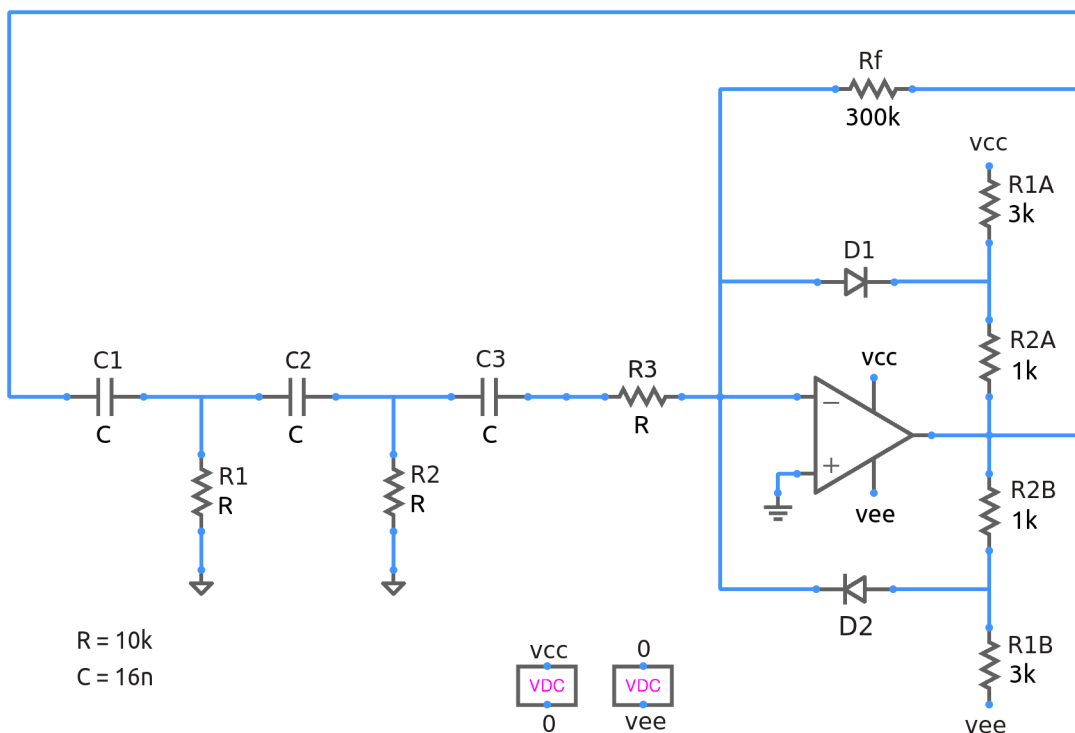 Rf
300k
vcc
R1A
3k
D1
C1
C
C2
C
C3
C
R3
R
vcc
R2A
1k
−
+
vee
R1
R
R2
R
R2B
1k
D2
R = 10k
C = 16n
vcc
VDC
0
0
VDC
vee
R1B
3k
vee